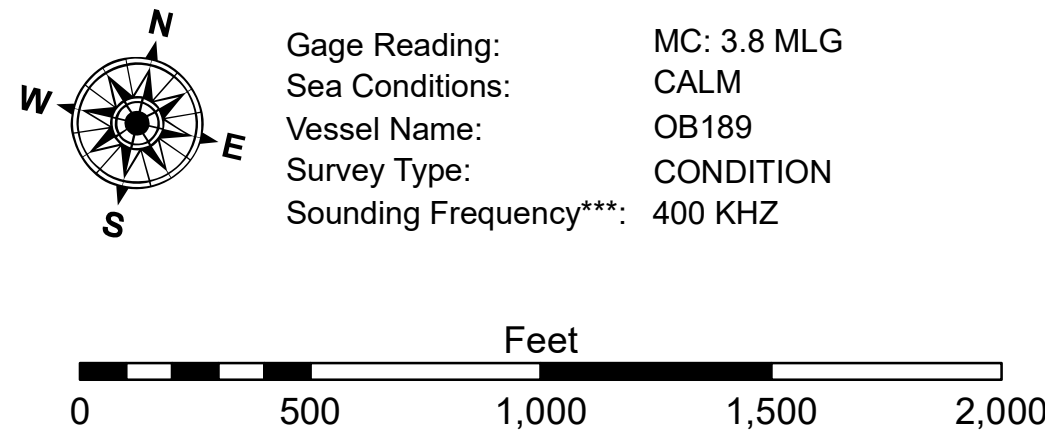 N
W
E
S
Gage Reading: MC: 3.8 MLG
Sea Conditions: CALM
Vessel Name: OB189
Survey Type: CONDITION
Sounding Frequency***: 400 KHZ
Feet
0 500 1,000 1,500 2,000